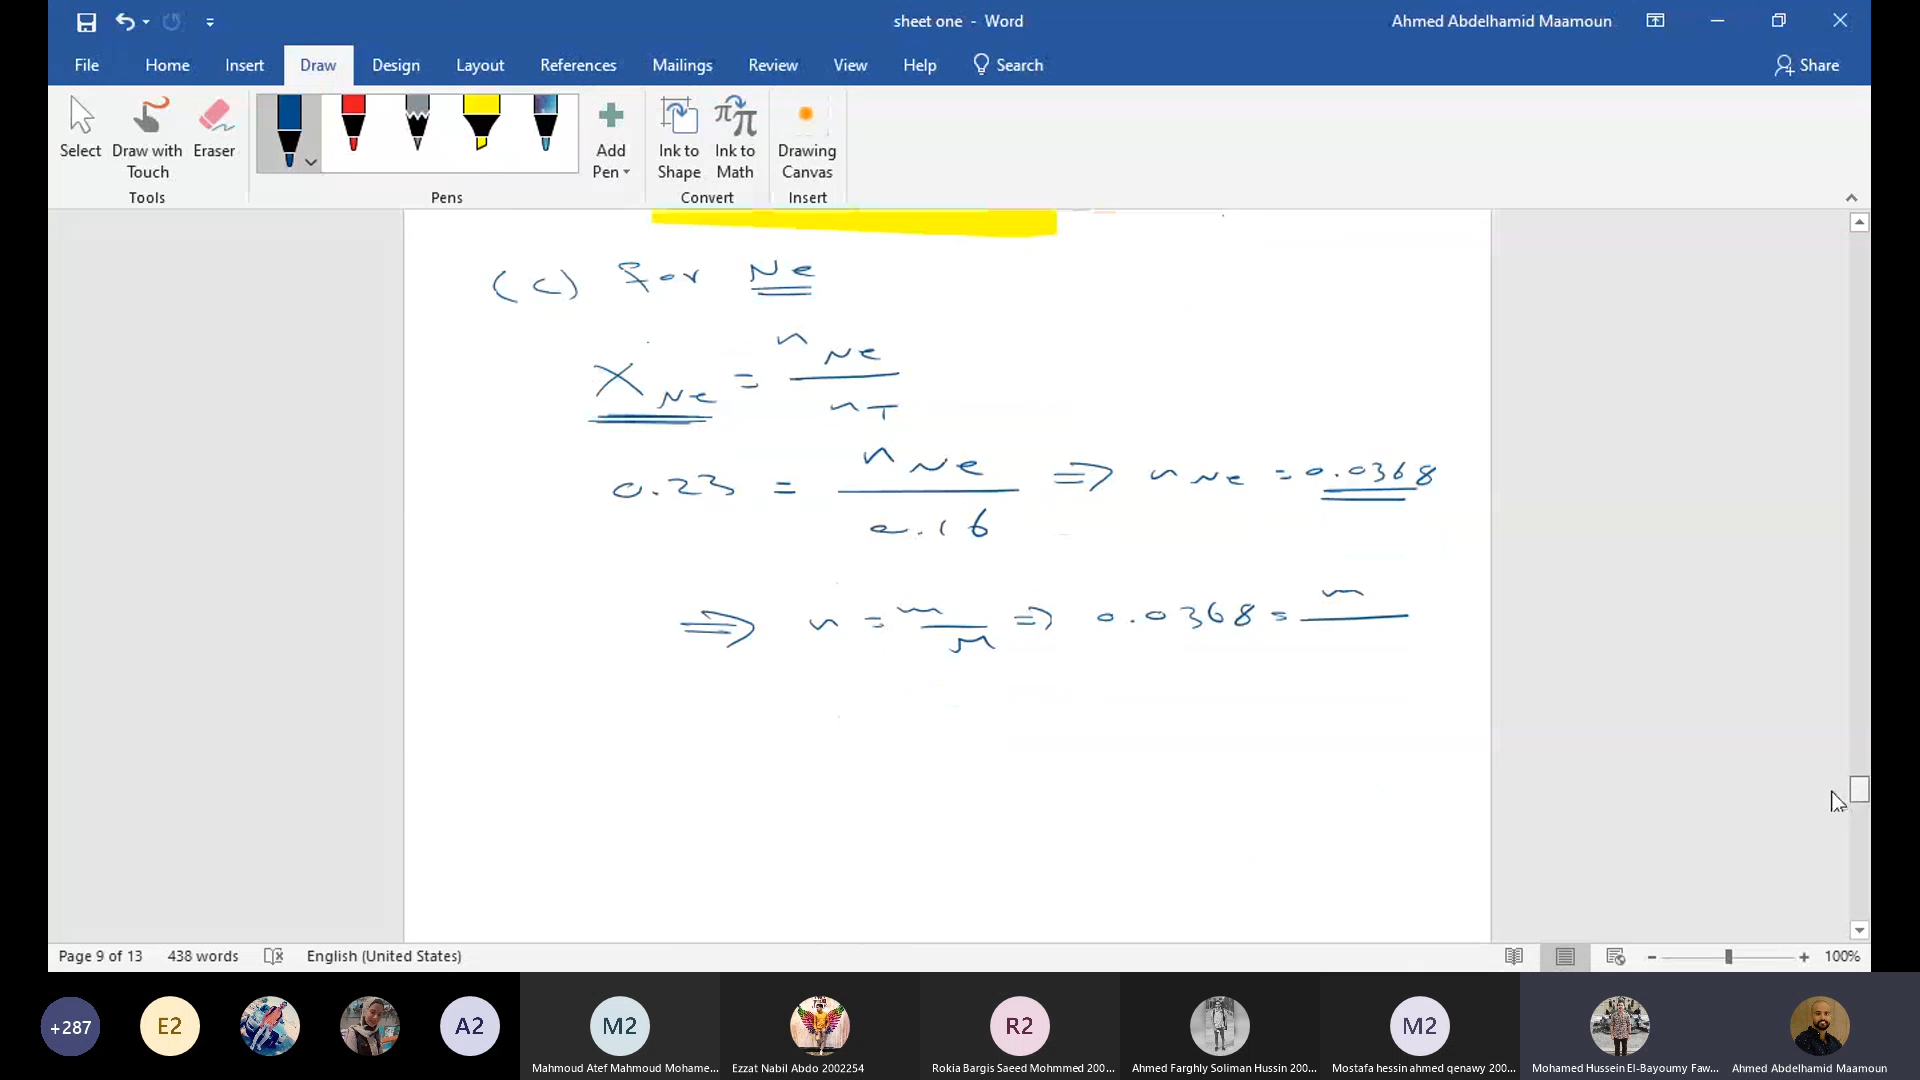 sheet one - Word
Ahmed Abdelhamid Maamoun
File Home Insert Draw Design Layout References Mailings Review View Help Search Share
Select
Draw with Touch
Eraser
Add Pen
Ink to Shape
Ink to Math
Drawing Canvas
Tools
Pens
Convert
Insert
(c) for Ne
X Ne = n Ne / nT
0.23 = n Ne / 0.16 ⇒ n Ne = 0.0368
⇒ n = m / M ⇒ 0.0368 = m /
Page 9 of 13 438 words English (United States) 100%
+287
E2
A2
M2
R2
M2
Mahmoud Atef Mahmoud Mohame...
Ezzat Nabil Abdo 2002254
Rokia Bargis Saeed Mohmmed 200...
Ahmed Farghly Soliman Hussin 200...
Mostafa hessin ahmed qenawy 200...
Mohamed Hussein El-Bayoumy Faw...
Ahmed Abdelhamid Maamoun